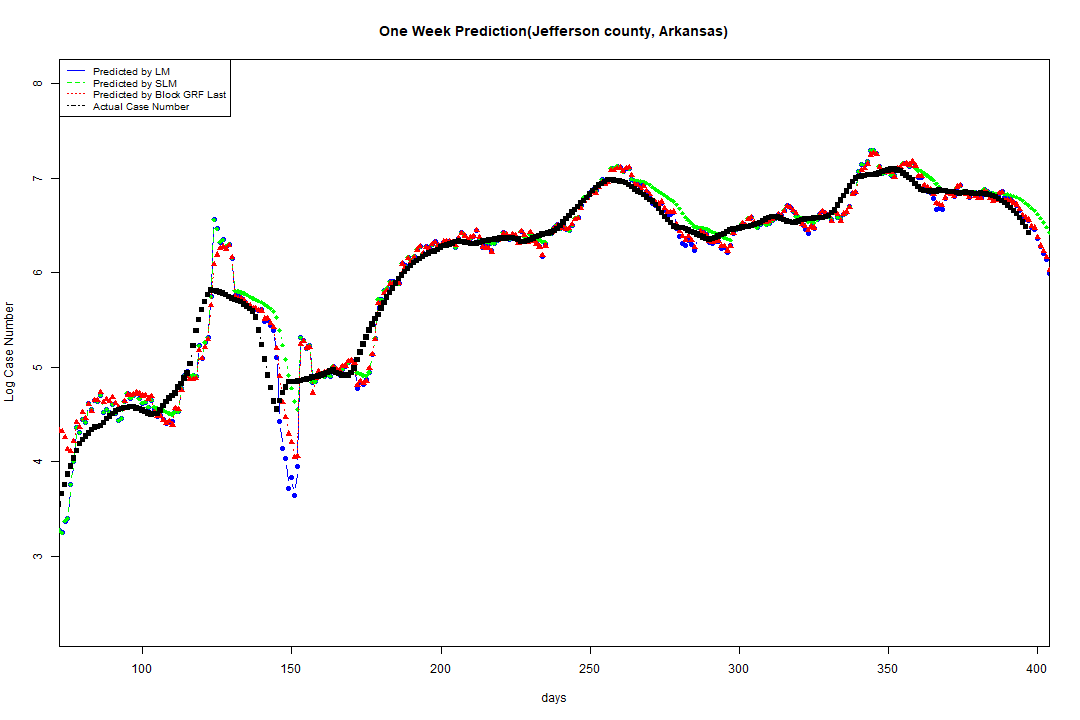 One Week Prediction(Jefferson county, Arkansas)
Predicted by LM
Predicted by SLM
Predicted by Block GRF Last
Actual Case Number
8
7
6
5
4
3
Log Case Number
100 150 200 250 300 350 400
days